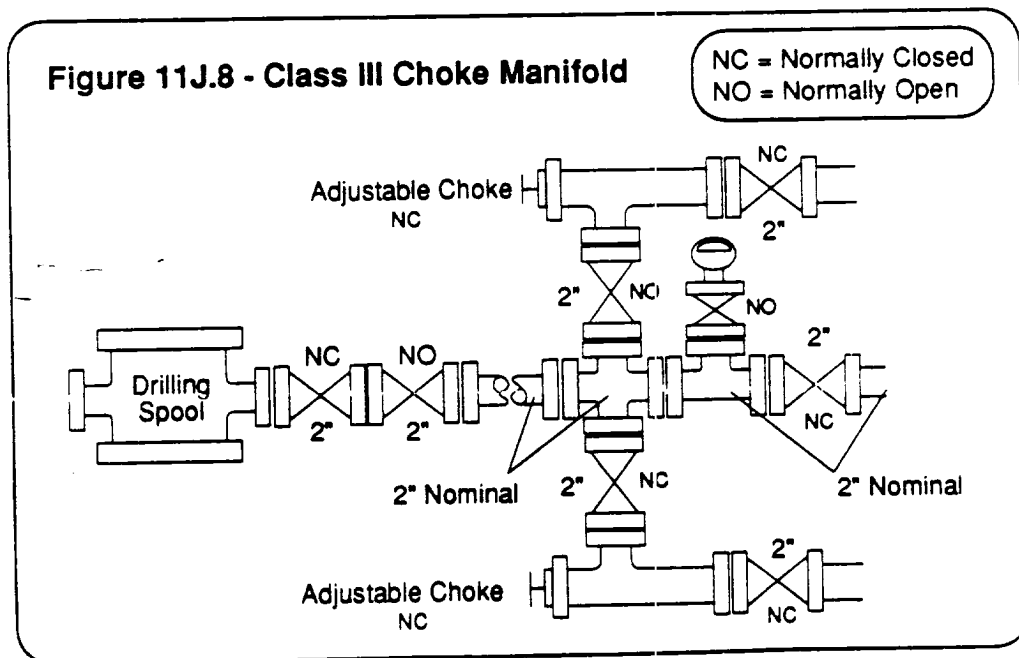 Figure 11J.8 - Class III Choke Manifold
NC = Normally Closed
NO = Normally Open
Adjustable Choke
NC
NC
2"
2"
NO
NO
Drilling
Spool
NC
NO
2"
2"
2"
NC
2" Nominal
2"
NC
2" Nominal
Adjustable Choke
NC
2"
NC